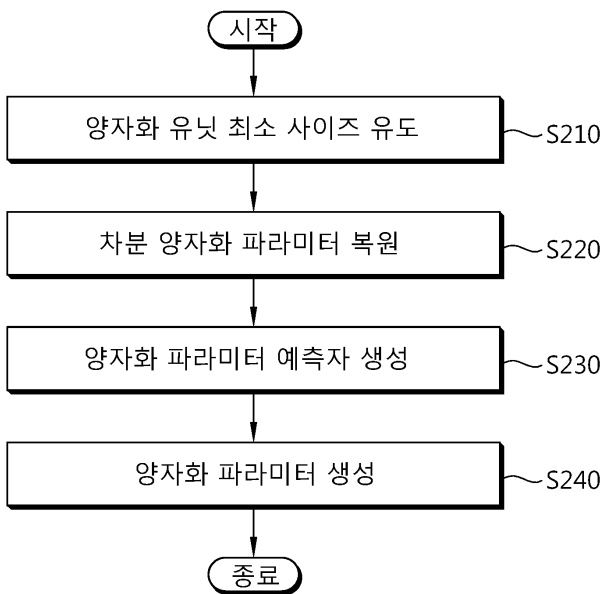 시작
양자화 유닛 최소 사이즈 유도
S210
차분 양자화 파라미터 복원
S220
양자화 파라미터 예측자 생성
S230
양자화 파라미터 생성
S240
종료